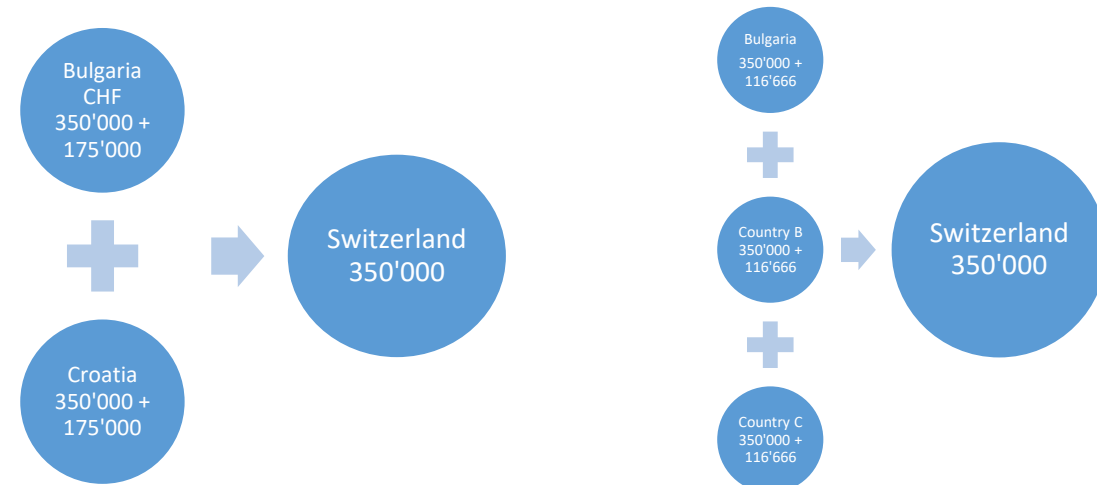 Bulgaria
CHF
350'000 +
175'000
Switzerland
350'000
Croatia
350'000 +
175'000
Bulgaria
350'000 +
116'666
Country B
350'000 +
116'666
Switzerland
350'000
Country C
350'000 +
116'666